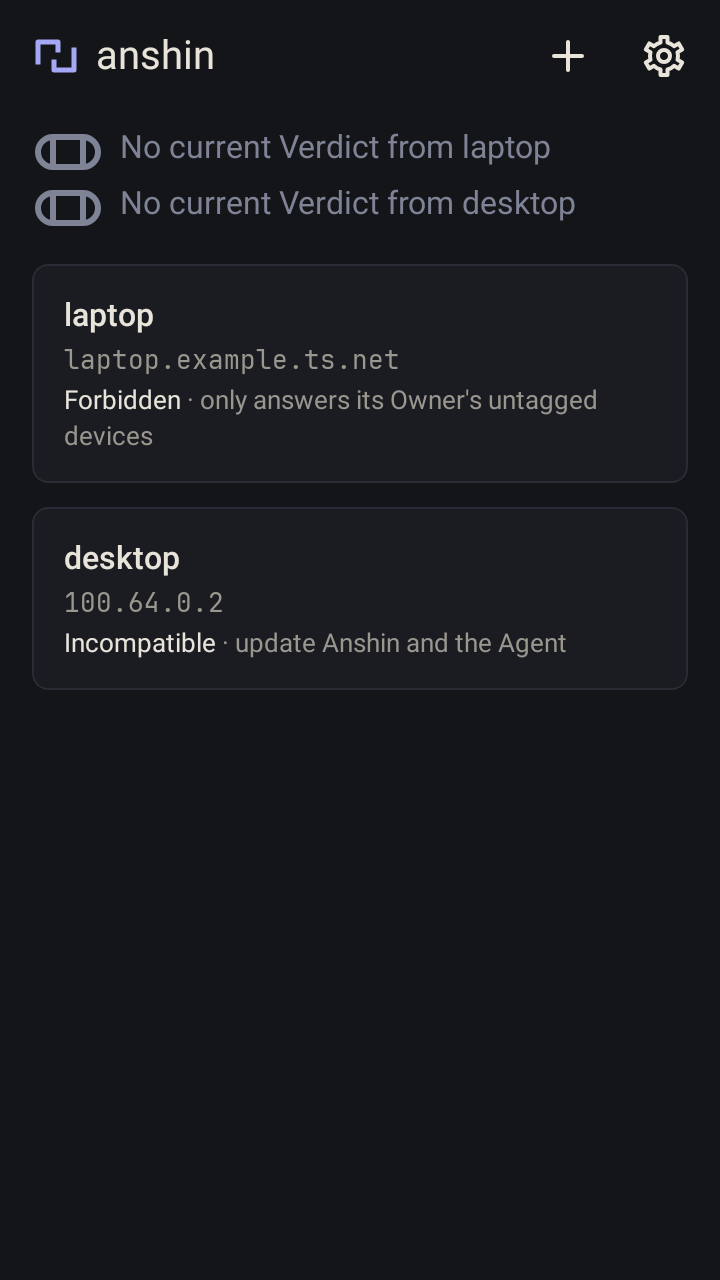 anshin
No current Verdict from laptop
No current Verdict from desktop
laptop
laptop.example.ts.net
Forbidden · only answers its Owner's untagged
devices
desktop
100.64.0.2
Incompatible · update Anshin and the Agent